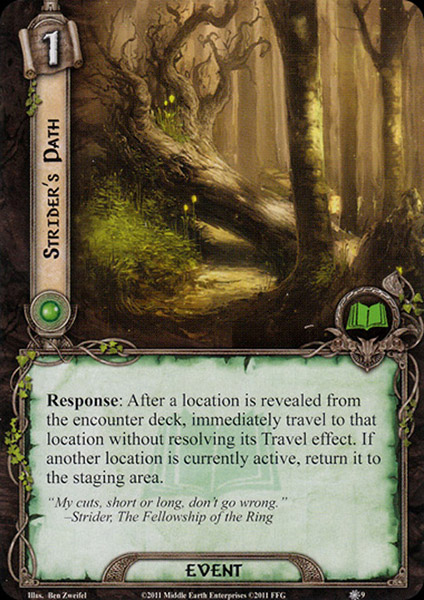 1
STRIDER'S PATH
Response: After a location is revealed from
the encounter deck, immediately travel to that
location without resolving its Travel effect. If
another location is currently active, return it to
the staging area.
“My cuts, short or long, don’t go wrong.”
–Strider, The Fellowship of the Ring
EVENT
Illus. Ben Zweifel
©2011 Middle Earth Enterprises ©2011 FFG
9